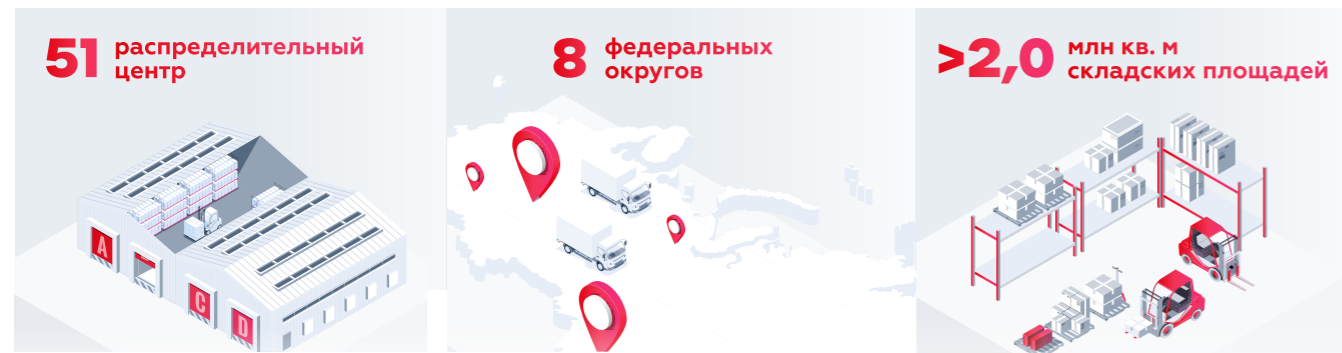 51 распределительный
центр
8 федеральных
округов
>2,0 млн кв. м
складских площадей
A
C
D